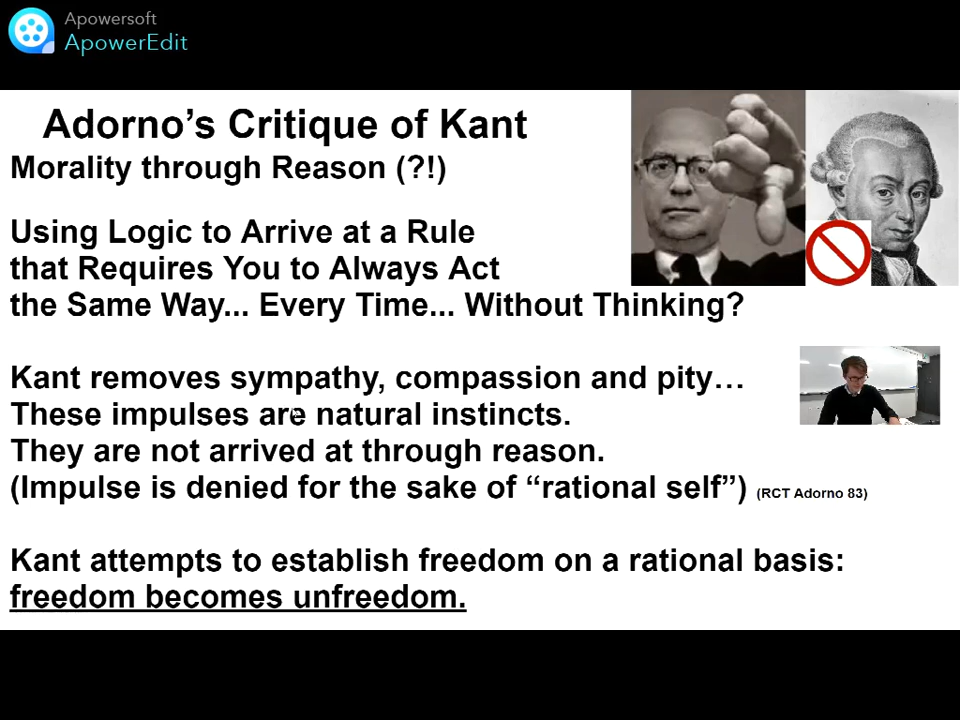 Apowersoft
ApowerEdit
Adorno’s Critique of Kant
Morality through Reason (?!)
Using Logic to Arrive at a Rule
that Requires You to Always Act
the Same Way... Every Time... Without Thinking?
Kant removes sympathy, compassion and pity…
These impulses are natural instincts.
They are not arrived at through reason.
(Impulse is denied for the sake of “rational self”) (RCT Adorno 83)
Kant attempts to establish freedom on a rational basis:
freedom becomes unfreedom.